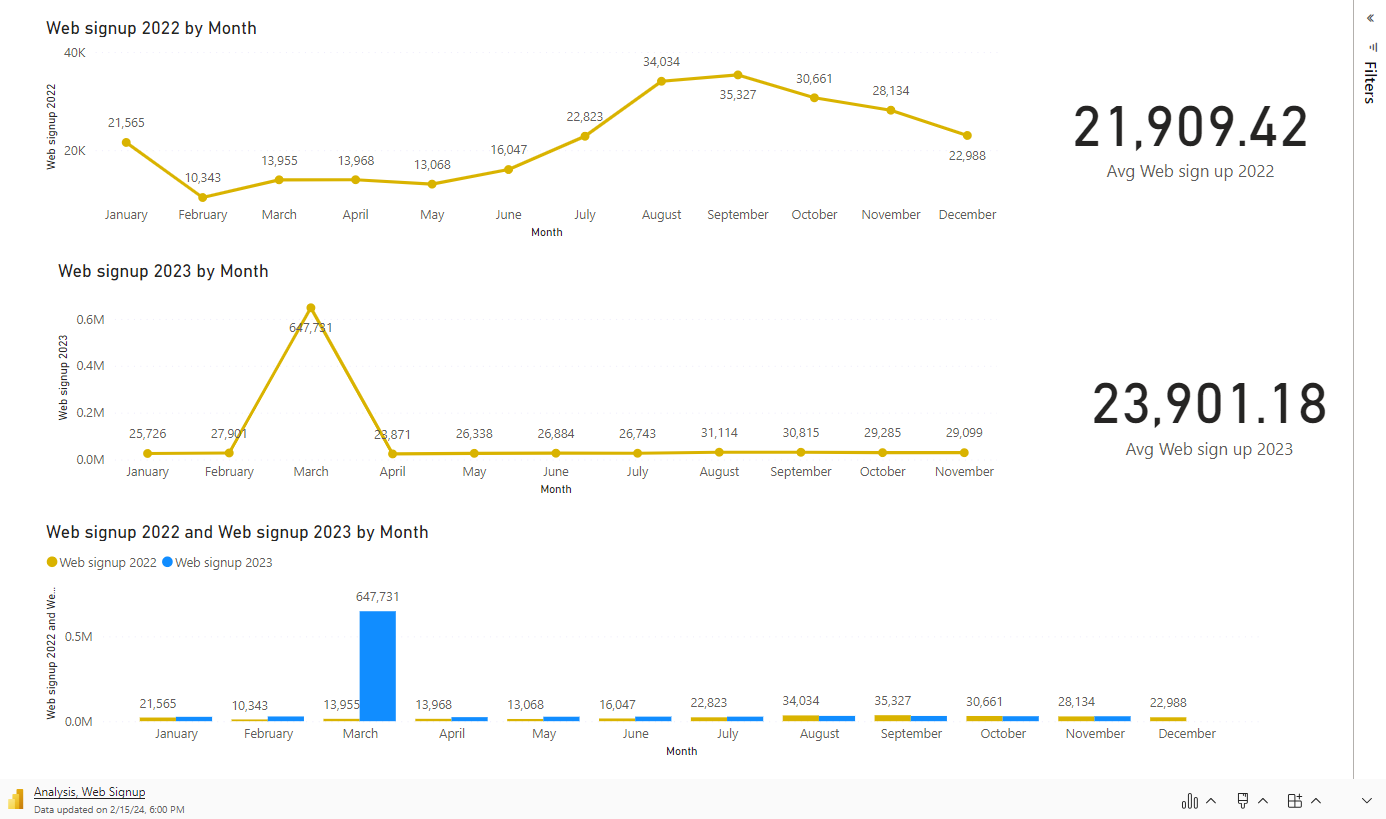 Web signup 2022 by Month
40K
20K
Web signup 2022
21,565
10,343
13,955
13,968
13,068
16,047
22,823
34,034
35,327
30,661
28,134
22,988
January February March April May June July August September October November December
Month
21,909.42
Avg Web sign up 2022
Filters
Web signup 2023 by Month
0.6M
0.4M
0.2M
0.0M
Web signup 2023
25,726
27,901
647,731
23,871
26,338
26,884
26,743
31,114
30,815
29,285
29,099
January February March April May June July August September October November
Month
23,901.18
Avg Web sign up 2023
Web signup 2022 and Web signup 2023 by Month
Web signup 2022 Web signup 2023
Web signup 2022 and We...
0.5M
0.0M
21,565
10,343
13,955
647,731
13,968
13,068
16,047
22,823
34,034
35,327
30,661
28,134
22,988
January February March April May June July August September October November December
Month
Analysis, Web Signup
Data updated on 2/15/24, 6:00 PM